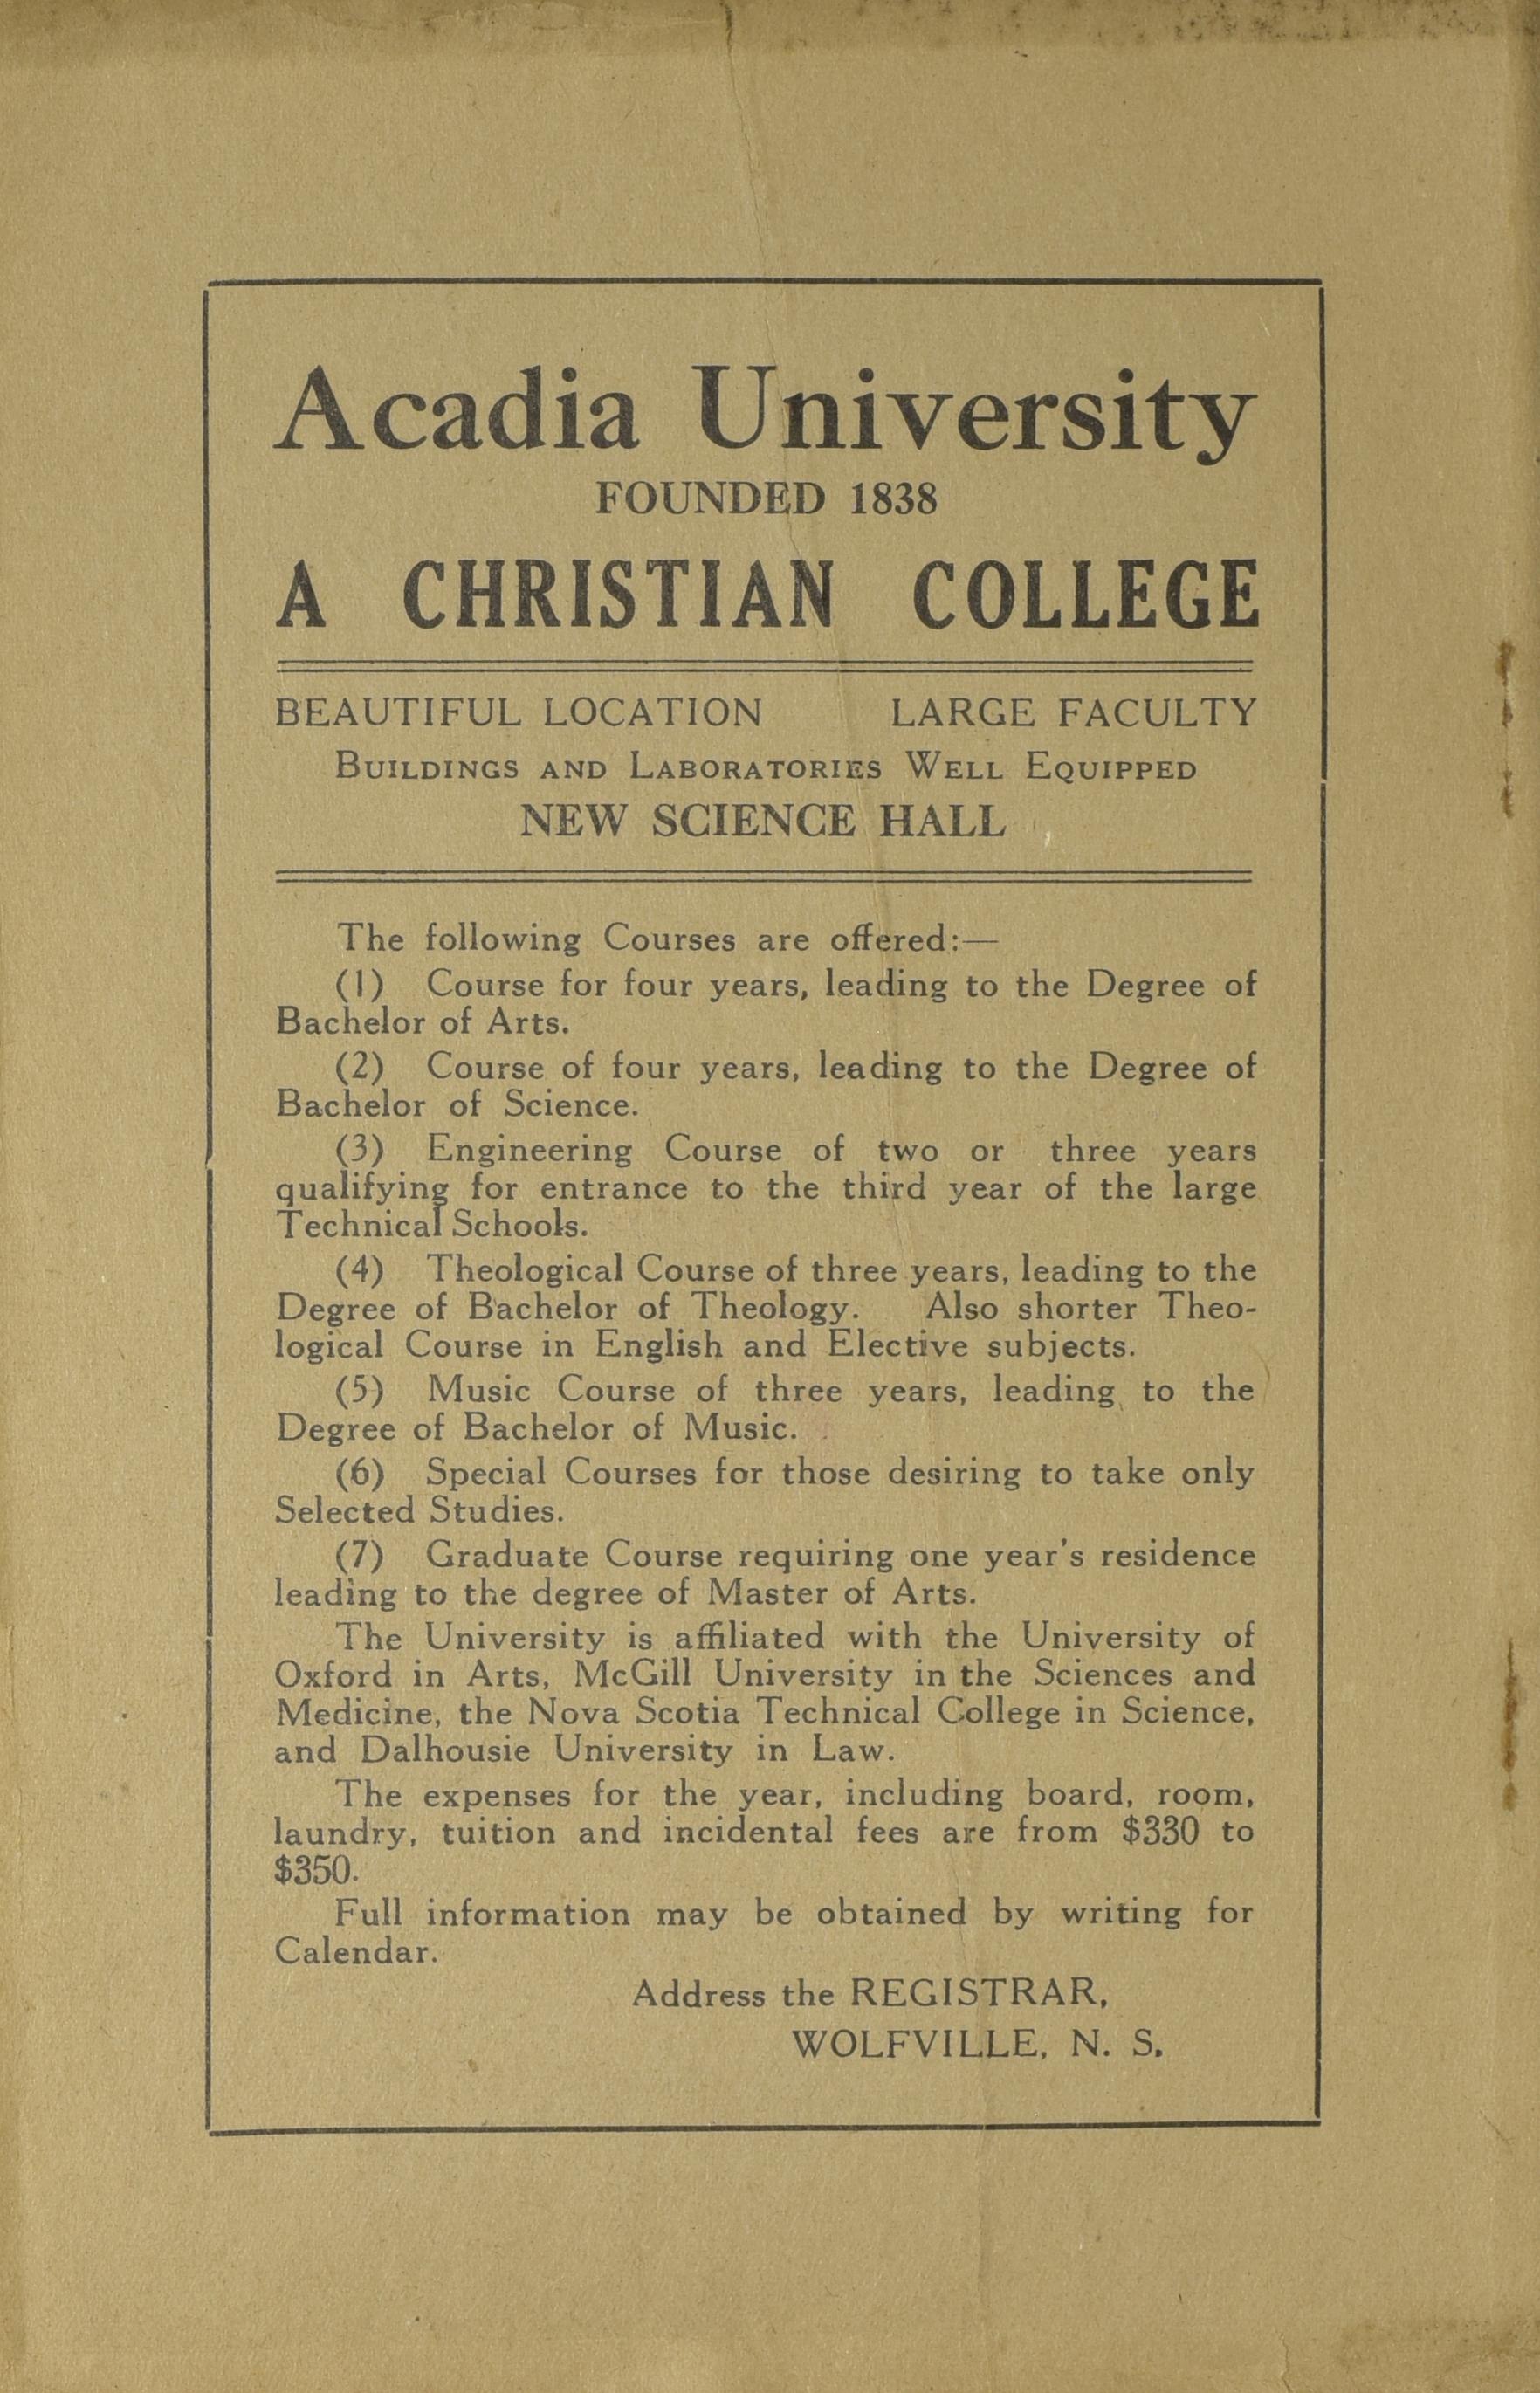 Acadia University
FOUNDED 1838
A CHRISTIAN COLLEGE
BEAUTIFUL LOCATION LARGE FACULTY
BUILDINGS AND LABORATORIES WELL EQUIPPED
NEW SCIENCE HALL
The following Courses are offered:—
(1) Course for four years, leading to the Degree of
Bachelor of Arts.
(2) Course of four years, leading to the Degree of
Bachelor of Science.
(3) Engineering Course of two or three years
qualifying for entrance to the third year of the large
Technical Schools.
(4) Theological Course of three years, leading to the
Degree of Bachelor of Theology. Also shorter Theo-
logical Course in English and Elective subjects.
(5) Music Course of three years, leading to the
Degree of Bachelor of Music.
(6) Special Courses for those desiring to take only
Selected Studies.
(7) Graduate Course requiring one year's residence
leading to the degree of Master of Arts.
The University is affiliated with the University of
Oxford in Arts, McGill University in the Sciences and
Medicine, the Nova Scotia Technical College in Science,
and Dalhousie University in Law.
The expenses for the year, including board, room,
laundry, tuition and incidental fees are from $330 to
$350.
Full information may be obtained by writing for
Calendar.
Address the REGISTRAR,
WOLFVILLE, N. S.